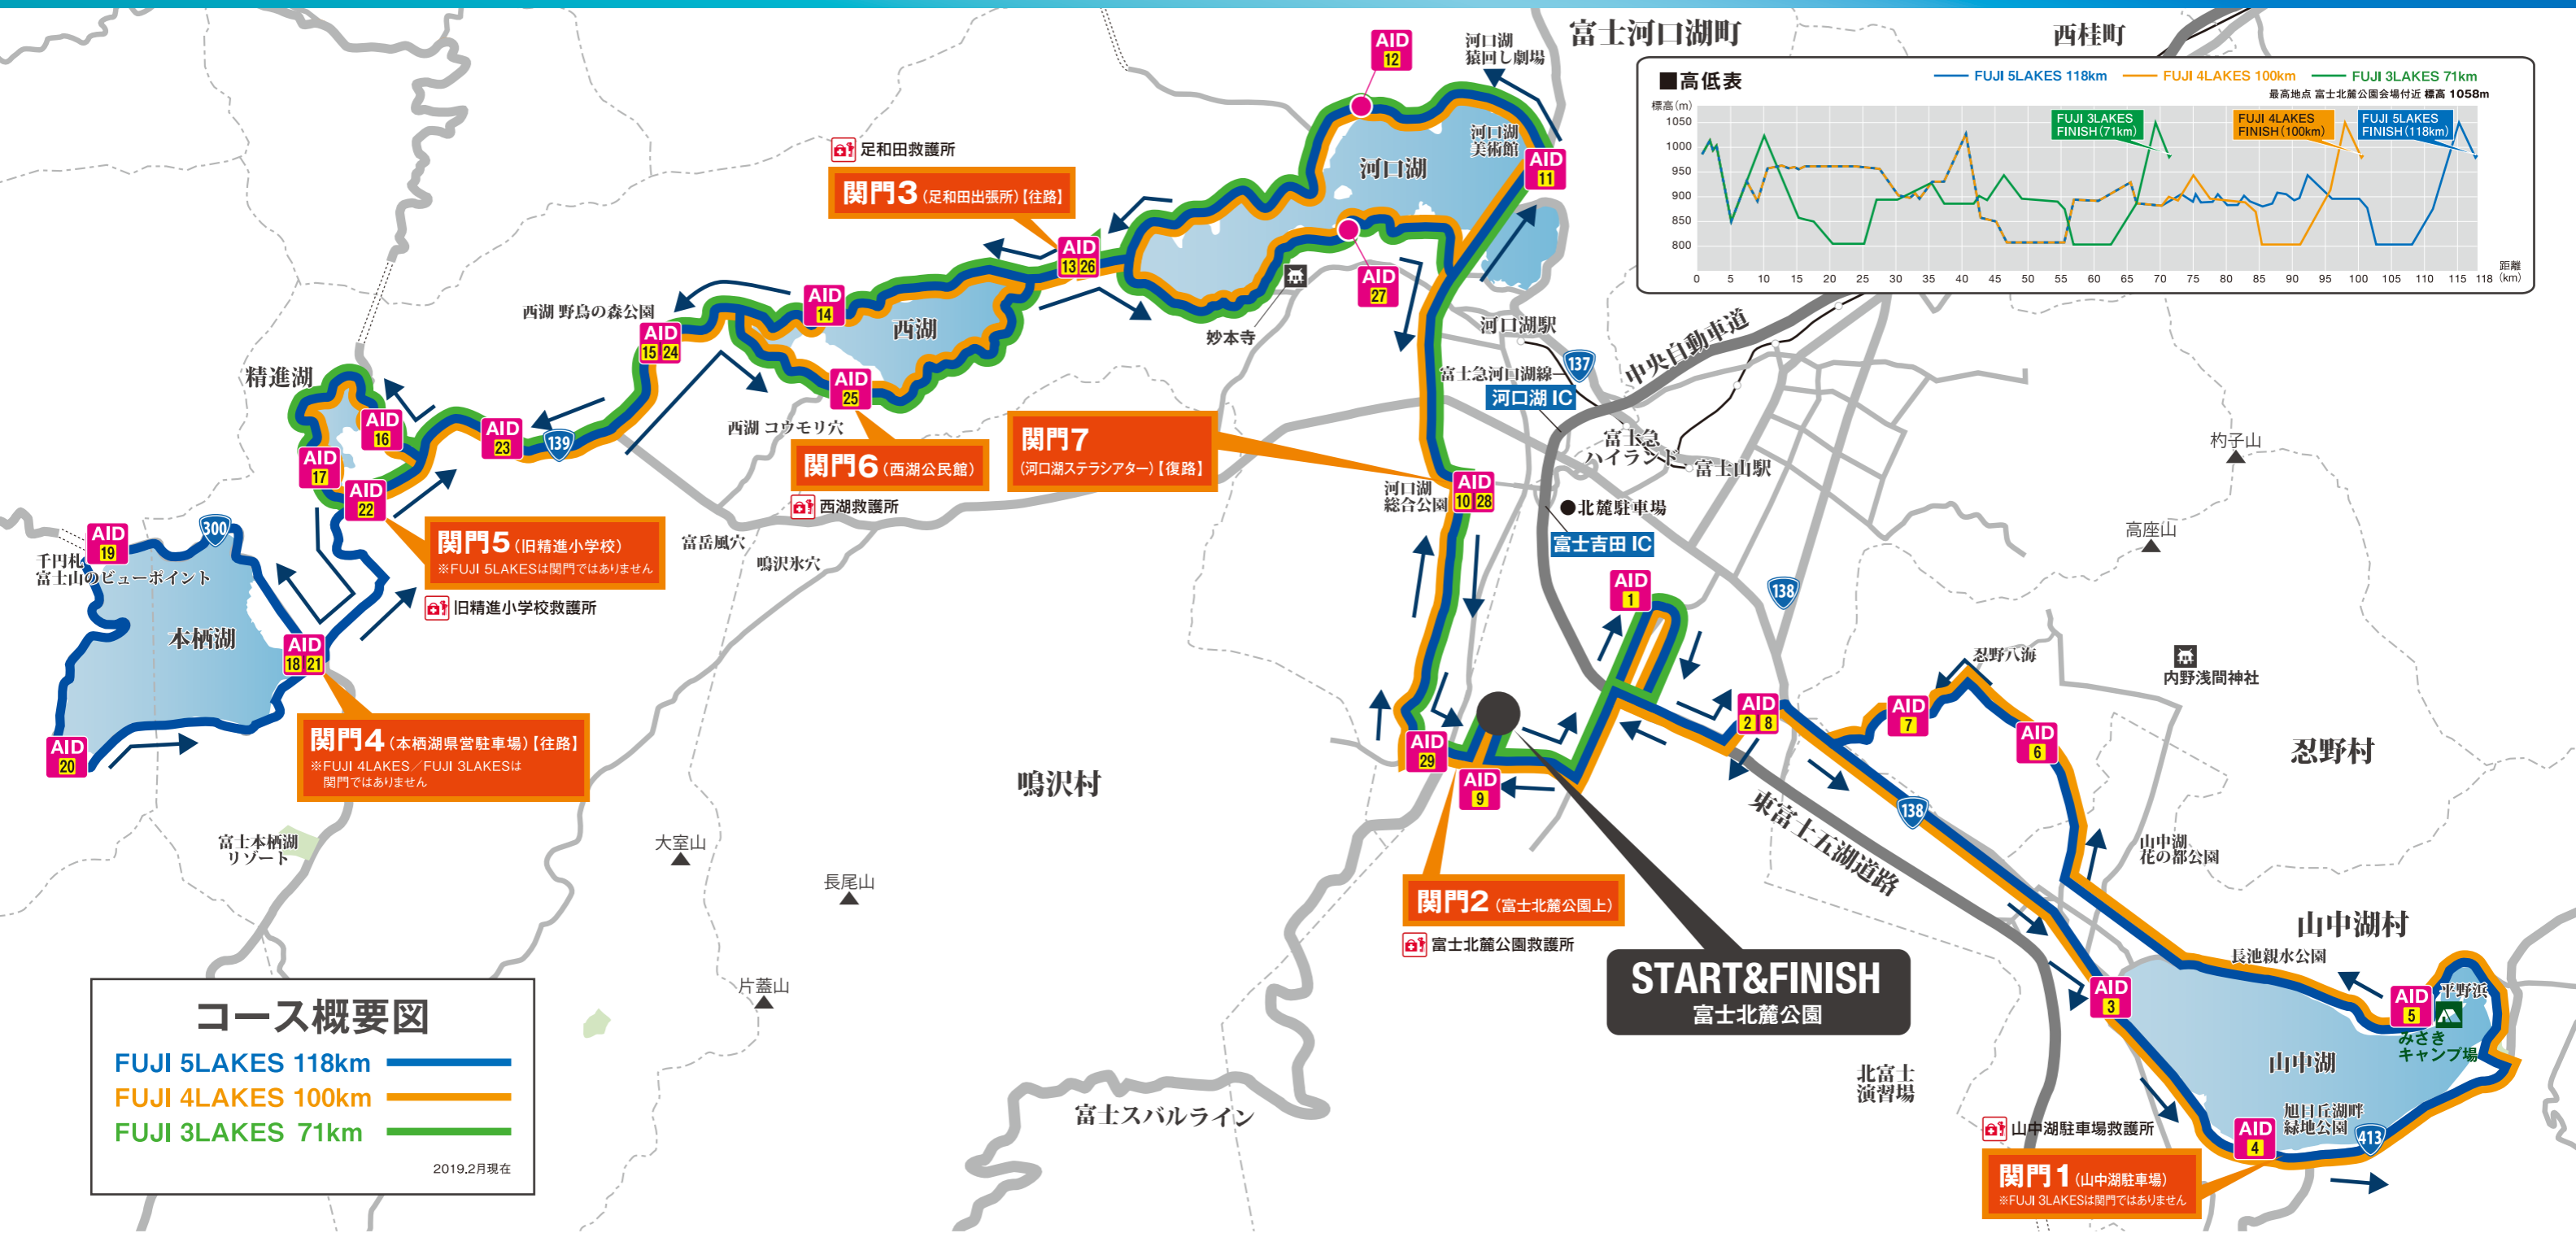 富士河口湖町
西桂町
■高低表
FUJI 5LAKES 118km
FUJI 4LAKES 100km
FUJI 3LAKES 71km
最高地点 富士北麓公園会場付近 標高 1058m
標高(m)
1050
1000
950
900
850
800
FUJI 3LAKES
FINISH(71km)
FUJI 4LAKES
FINISH(100km)
FUJI 5LAKES
FINISH(118km)
0 5 10 15 20 25 30 35 40 45 50 55 60 65 70 75 80 85 90 95 100 105 110 115 118
距離
(km)
AID
12
河口湖
猿回し劇場
河口湖
美術館
AID
11
河口湖
足和田救護所
関門3(足和田出張所)【往路】
AID
13 26
AID
27
妙本寺
西湖 野鳥の森公園
AID
14
西湖
AID
15 24
AID
25
西湖 コウモリ穴
関門6(西湖公民館)
西湖救護所
関門7
(河口湖ステラシアター)【復路】
河口湖駅
137
中央自動車道
富士急河口湖線
河口湖 IC
富士急
ハイランド
富士山駅
河口湖
総合公園
AID
10 28
●北麓駐車場
富士吉田 IC
杓子山
高座山
精進湖
AID
16
AID
23
139
AID
17
AID
22
関門5(旧精進小学校)
※FUJI 5LAKESは関門ではありません
旧精進小学校救護所
富岳風穴
鳴沢氷穴
300
AID
19
千円札
富士山のビューポイント
本栖湖
AID
18 21
AID
20
関門4(本栖湖県営駐車場)【往路】
※FUJI 4LAKES／FUJI 3LAKESは
関門ではありません
富士本栖湖
リゾート
大室山
長尾山
片蓋山
鳴沢村
AID
1
138
AID
2 8
忍野八海
AID
7
AID
6
内野浅間神社
忍野村
AID
29
AID
9
関門2(富士北麓公園上)
富士北麓公園救護所
START&FINISH
富士北麓公園
東富士五湖道路
138
山中湖
花の都公園
山中湖村
長池親水公園
AID
3
AID
5
平野浜
みさき
キャンプ場
山中湖
旭日丘湖畔
緑地公園
413
AID
4
北富士
演習場
山中湖駐車場救護所
関門1(山中湖駐車場)
※FUJI 3LAKESは関門ではありません
富士スバルライン
コース概要図
FUJI 5LAKES 118km
FUJI 4LAKES 100km
FUJI 3LAKES 71km
2019.2月現在